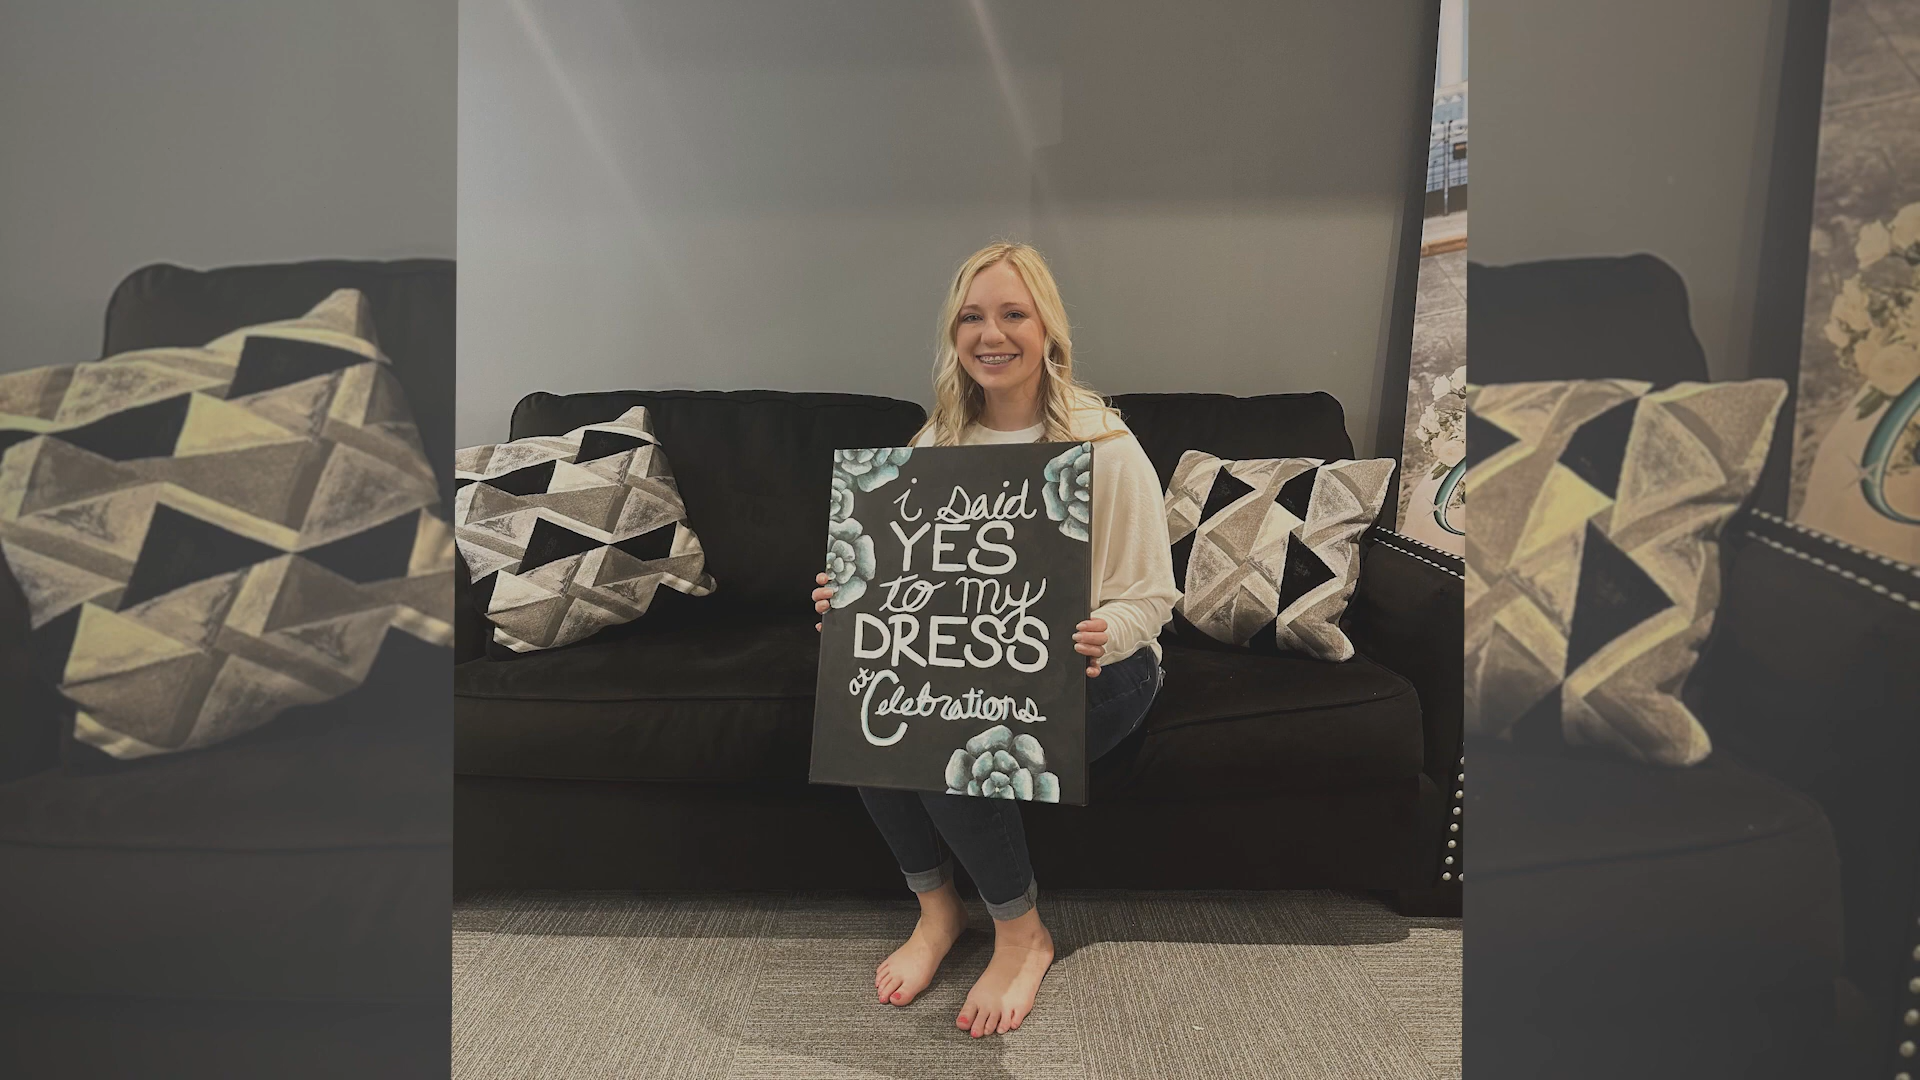 i said
YES
to my
DRESS
at Celebrations